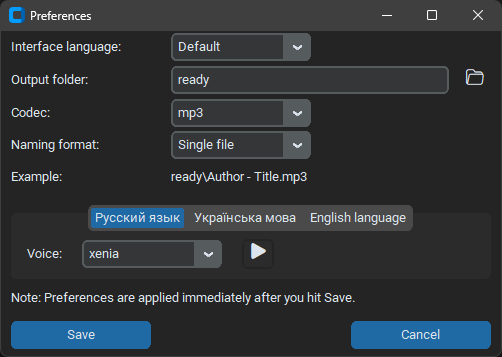 Preferences
Interface language: Default
Output folder: ready
Codec: mp3
Naming format: Single file
Example: ready\Author - Title.mp3
Русский язык Українська мова English language
Voice: xenia
Note: Preferences are applied immediately after you hit Save.
Save Cancel